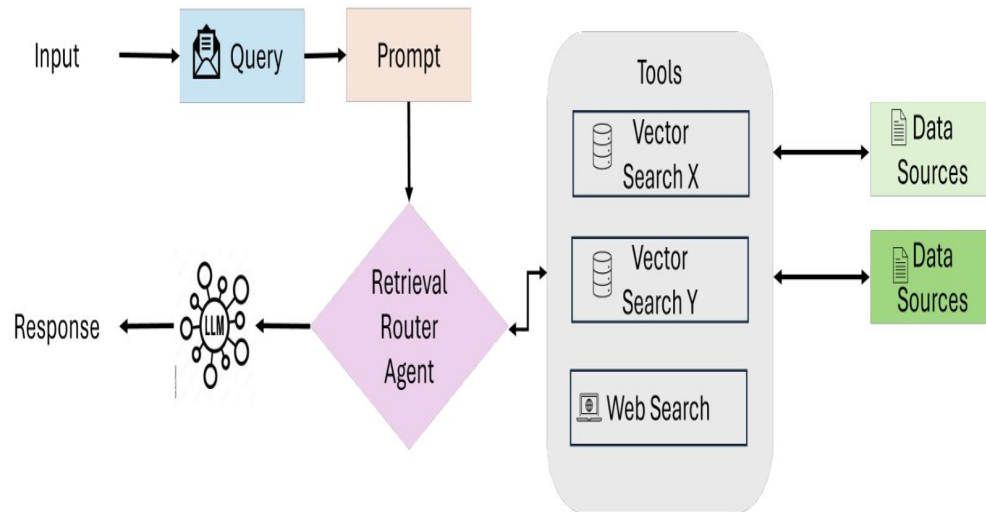 Input
Query
Prompt
Tools
Vector
Search X
Data
Sources
Vector
Search Y
Data
Sources
Retrieval
Router
Agent
LLM
Response
Web Search